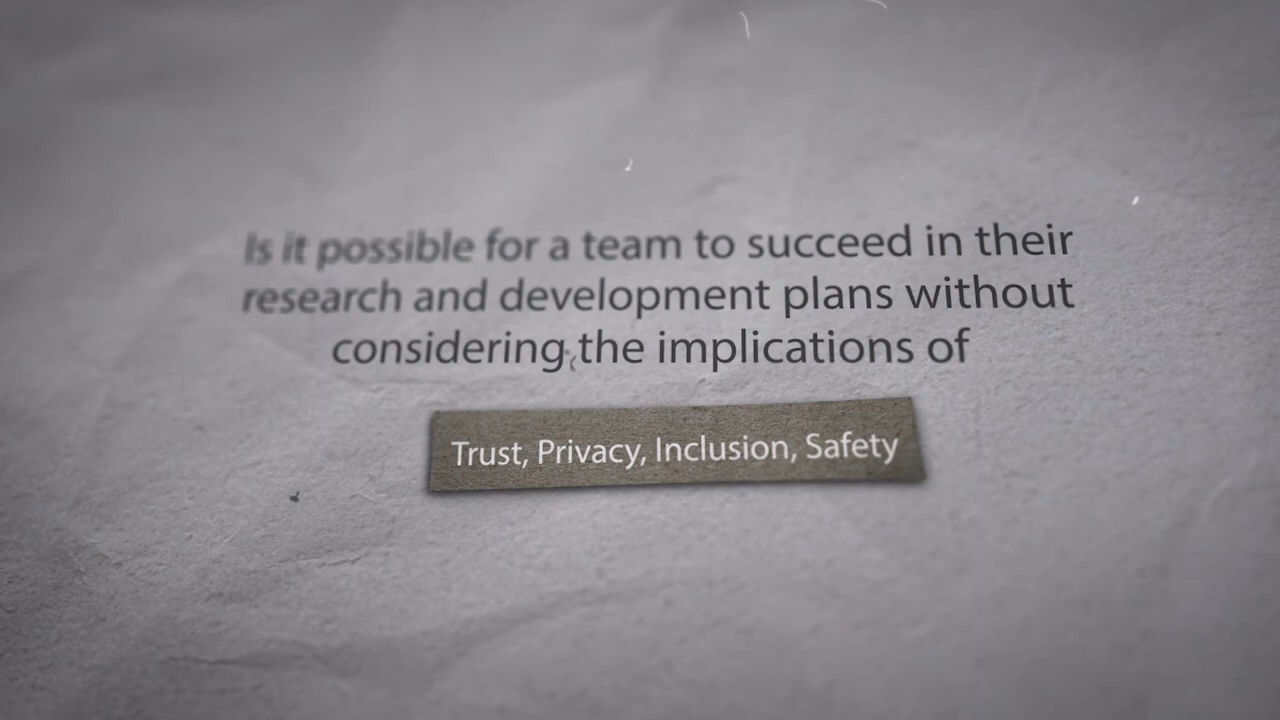 Is it possible for a team to succeed in their
research and development plans without
considering the implications of
Trust, Privacy, Inclusion, Safety